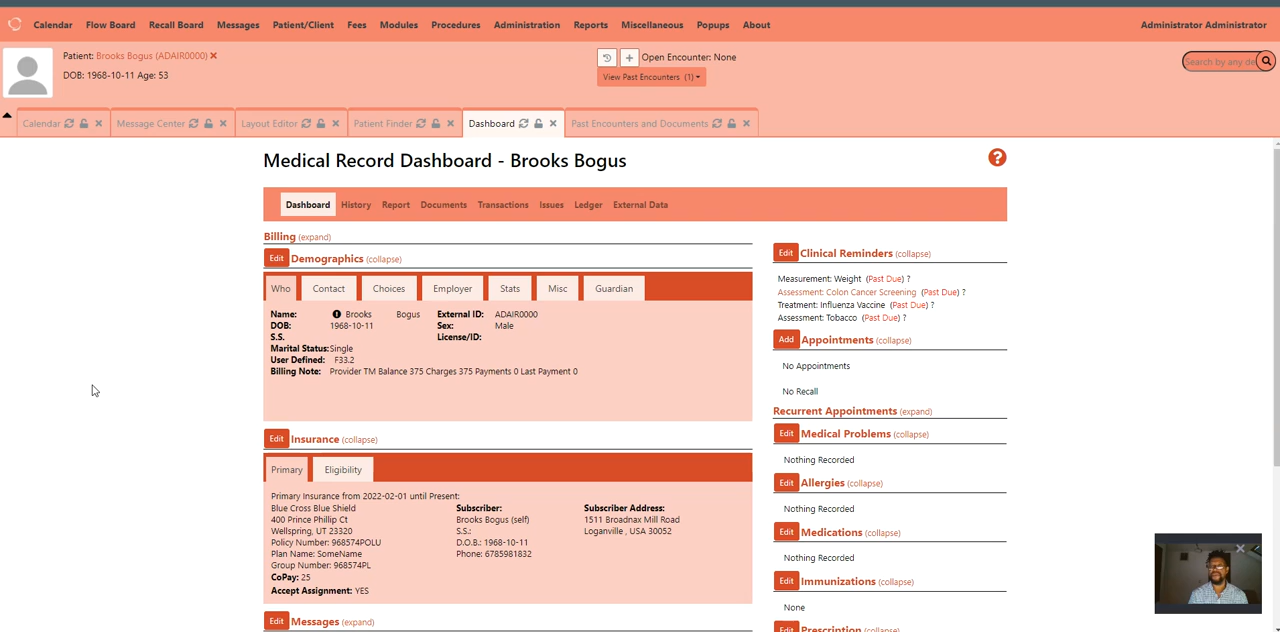 Calendar Flow Board Recall Board Messages Patient/Client Fees Modules Procedures Administration Reports Miscellaneous Popups About Administrator Administrator
Patient: Brooks Bogus (ADAIR0000)
DOB: 1968-10-11 Age: 53
Open Encounter: None
View Past Encounters (1)
Search by any de
Calendar Message Center Layout Editor Patient Finder Dashboard Past Encounters and Documents
Medical Record Dashboard - Brooks Bogus
Dashboard History Report Documents Transactions Issues Ledger External Data
Billing (expand)
Edit Demographics (collapse)
Who Contact Choices Employer Stats Misc Guardian
Name: Brooks Bogus External ID: ADAIR0000
DOB: 1968-10-11 Sex: Male
S.S. License/ID:
Marital Status: Single
User Defined: F33.2
Billing Note: Provider TM Balance 375 Charges 375 Payments 0 Last Payment 0
Edit Insurance (collapse)
Primary Eligibility
Primary Insurance from 2022-02-01 until Present:
Blue Cross Blue Shield
400 Prince Phillip Ct
Wellspring, UT 23320
Policy Number: 968574POLU
Plan Name: SomeName
Group Number: 968574PL
CoPay: 25
Accept Assignment: YES
Subscriber:
Brooks Bogus (self)
S.S.:
D.O.B.: 1968-10-11
Phone: 6785981832
Subscriber Address:
1511 Broadnax Mill Road
Loganville , USA 30052
Edit Messages (expand)
Edit Clinical Reminders (collapse)
Measurement: Weight (Past Due) ?
Assessment: Colon Cancer Screening (Past Due) ?
Treatment: Influenza Vaccine (Past Due) ?
Assessment: Tobacco (Past Due) ?
Add Appointments (collapse)
No Appointments
No Recall
Recurrent Appointments (expand)
Edit Medical Problems (collapse)
Nothing Recorded
Edit Allergies (collapse)
Nothing Recorded
Edit Medications (collapse)
Nothing Recorded
Edit Immunizations (collapse)
None
Edit Prescription (collapse)